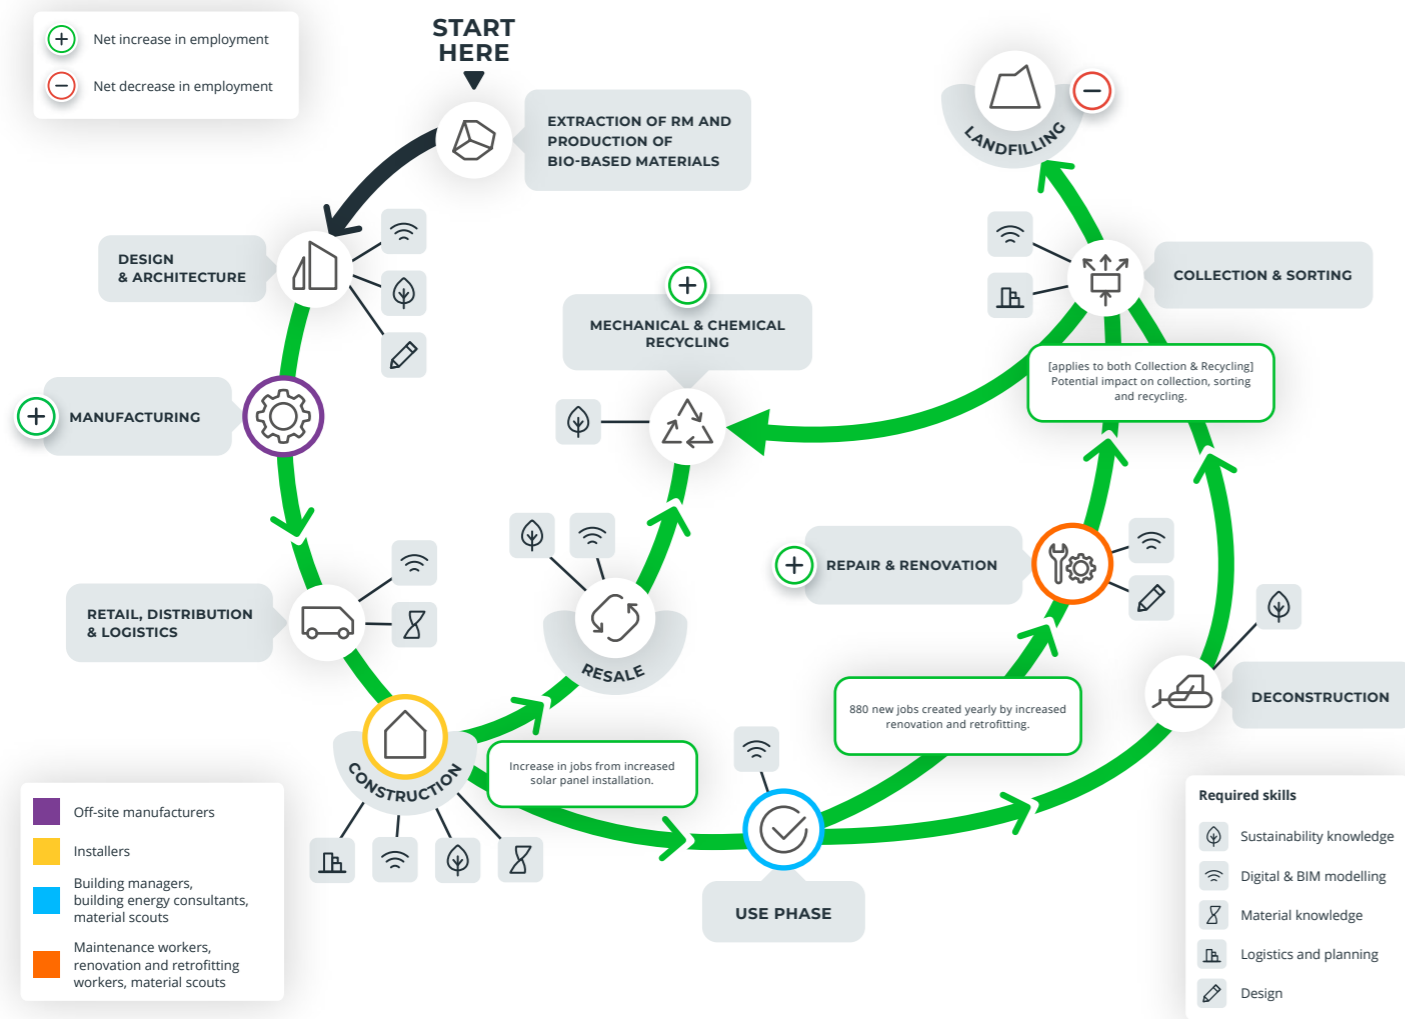 Net increase in employment
Net decrease in employment
START
HERE
EXTRACTION OF RM AND
PRODUCTION OF
BIO-BASED MATERIALS
LANDFILLING
DESIGN
& ARCHITECTURE
COLLECTION & SORTING
MECHANICAL & CHEMICAL
RECYCLING
[applies to both Collection & Recycling]
Potential impact on collection, sorting
and recycling.
MANUFACTURING
REPAIR & RENOVATION
RETAIL, DISTRIBUTION
& LOGISTICS
RESALE
DECONSTRUCTION
880 new jobs created yearly by increased
renovation and retrofitting.
CONSTRUCTION
Increase in jobs from increased
solar panel installation.
USE PHASE
Off-site manufacturers
Installers
Building managers,
building energy consultants,
material scouts
Maintenance workers,
renovation and retrofitting
workers, material scouts
Required skills
Sustainability knowledge
Digital & BIM modelling
Material knowledge
Logistics and planning
Design